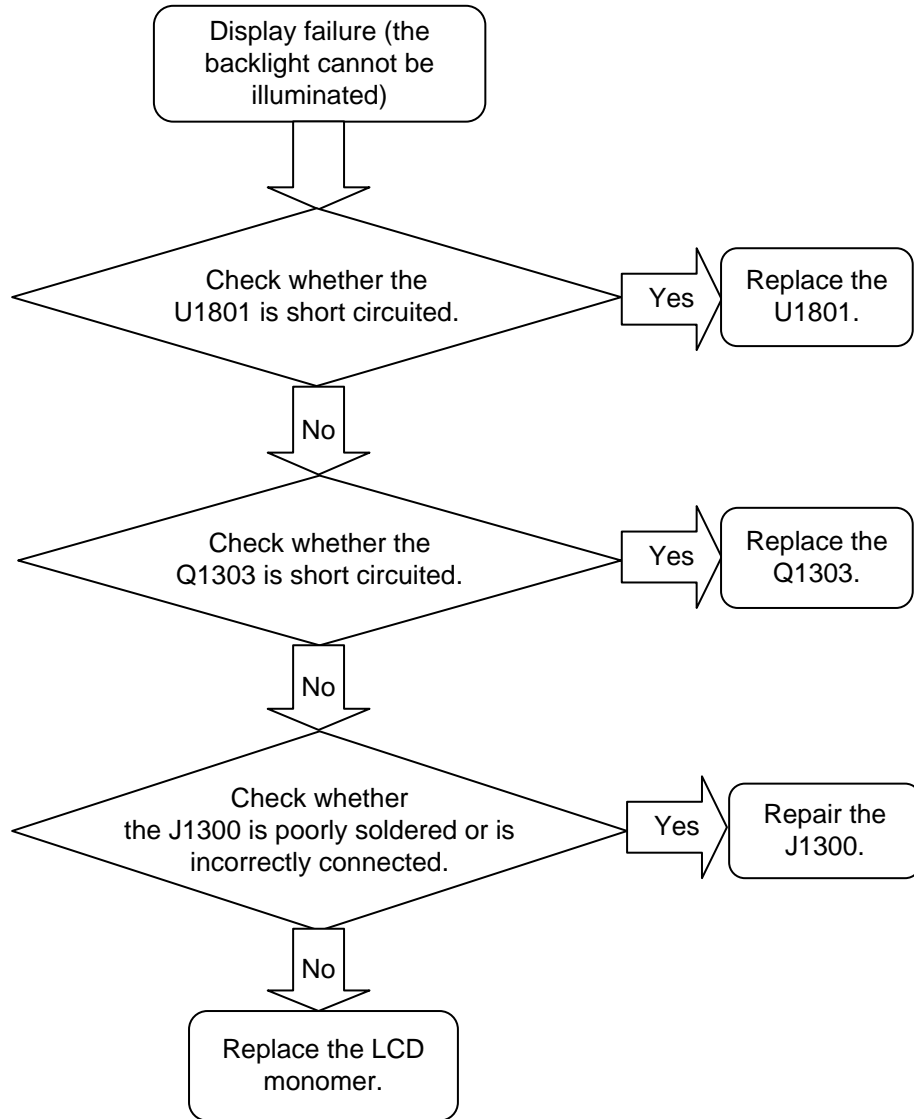 Display failure (the
backlight cannot be
illuminated)
Check whether the
U1801 is short circuited.
Yes
Replace the
U1801.
No
Check whether the
Q1303 is short circuited.
Yes
Replace the
Q1303.
No
Check whether
the J1300 is poorly soldered or is
incorrectly connected.
Yes
Repair the
J1300.
No
Replace the LCD
monomer.